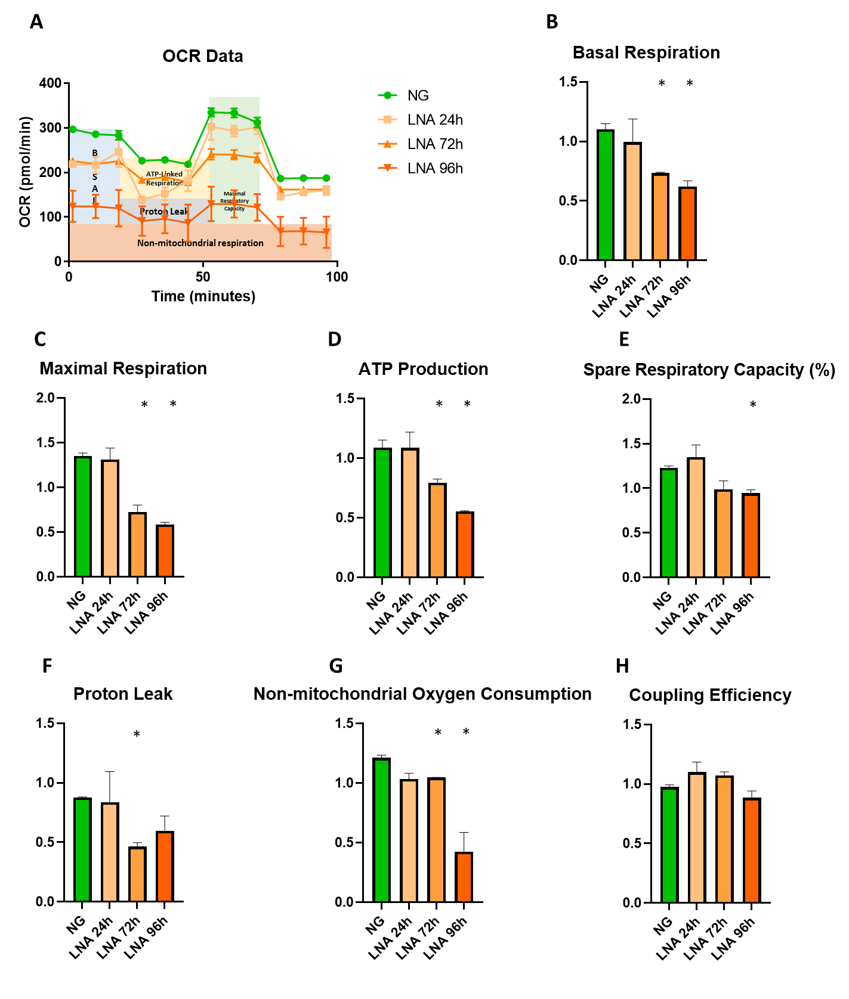 A
OCR Data
400
300
200
100
0
0
50
100
OCR (pmol/min)
Time (minutes)
B
S
A
ATP-Linked
Respiration
Proton Leak
Maximal
Respiratory
Capacity
Non-mitochondrial respiration
NG
LNA 24h
LNA 72h
LNA 96h
B
Basal Respiration
1.5
*
*
1.0
0.5
0.0
NG
LNA 24h
LNA 72h
LNA 96h
C
Maximal Respiration
2.0
*
*
1.5
1.0
0.5
0.0
NG
LNA 24h
LNA 72h
LNA 96h
D
ATP Production
1.5
*
*
1.0
0.5
0.0
NG
LNA 24h
LNA 72h
LNA 96h
E
Spare Respiratory Capacity (%)
2.0
*
1.5
1.0
0.5
0.0
NG
LNA 24h
LNA 72h
LNA 96h
F
Proton Leak
1.5
*
1.0
0.5
0.0
NG
LNA 24h
LNA 72h
LNA 96h
G
Non-mitochondrial Oxygen Consumption
1.5
*
*
1.0
0.5
0.0
NG
LNA 24h
LNA 72h
LNA 96h
H
Coupling Efficiency
1.5
1.0
0.5
0.0
NG
LNA 24h
LNA 72h
LNA 96h